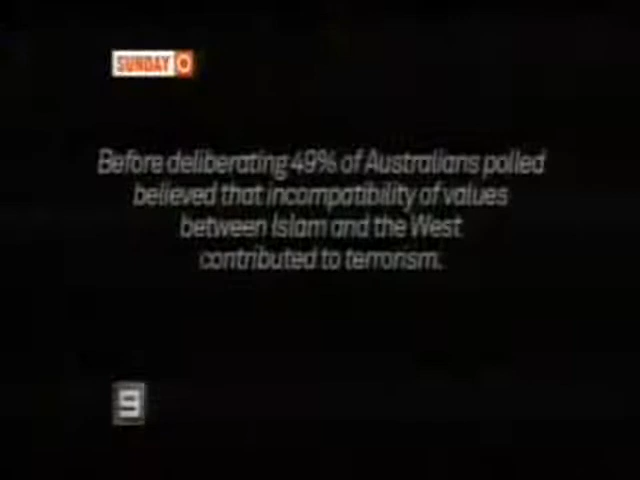 SUNDAY
Before deliberating 49% of Australians polled
believed that incompatibility of values
between Islam and the West
contributed to terrorism.
9